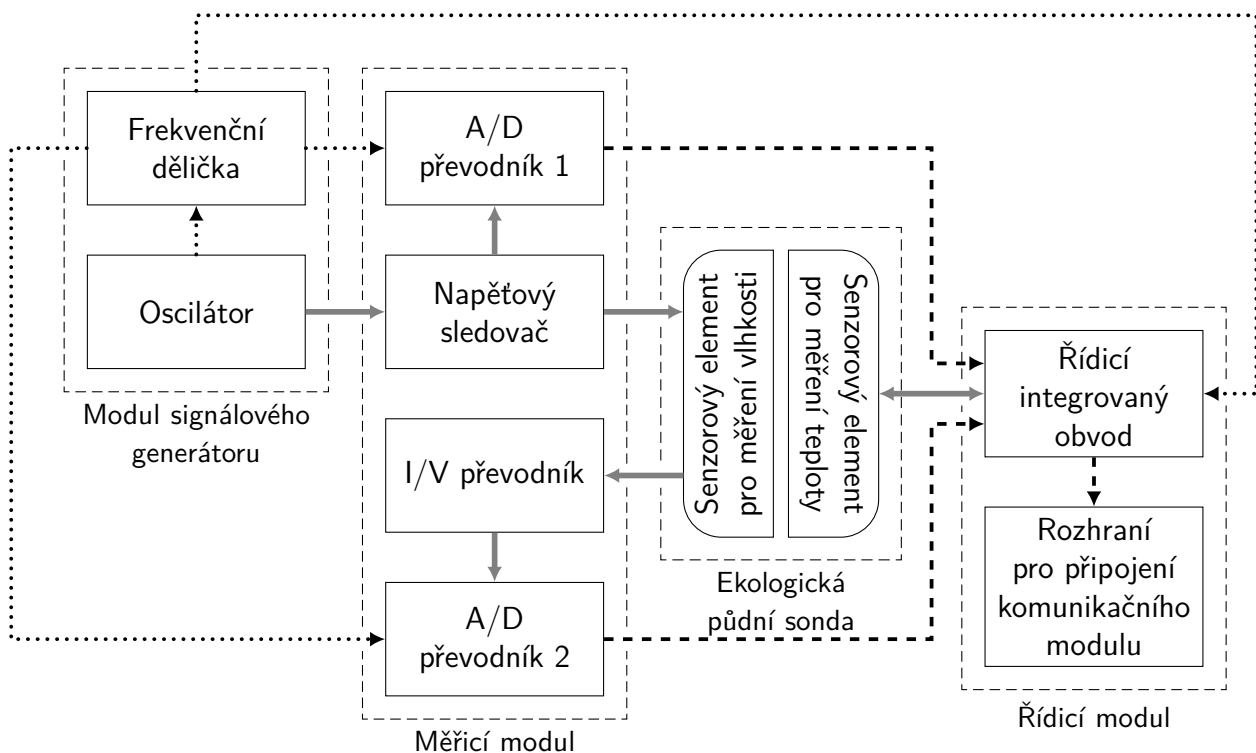 Frekvenční
dělička
Oscilátor
Modul signálového
generátoru
A/D
převodník 1
Napěťový
sledovač
I/V převodník
A/D
převodník 2
Měřicí modul
Senzorový element
pro měření vlhkosti
Senzorový element
pro měření teploty
Ekologická
půdní sonda
Řídicí
integrovaný
obvod
Rozhraní
pro připojení
komunikačního
modulu
Řídicí modul